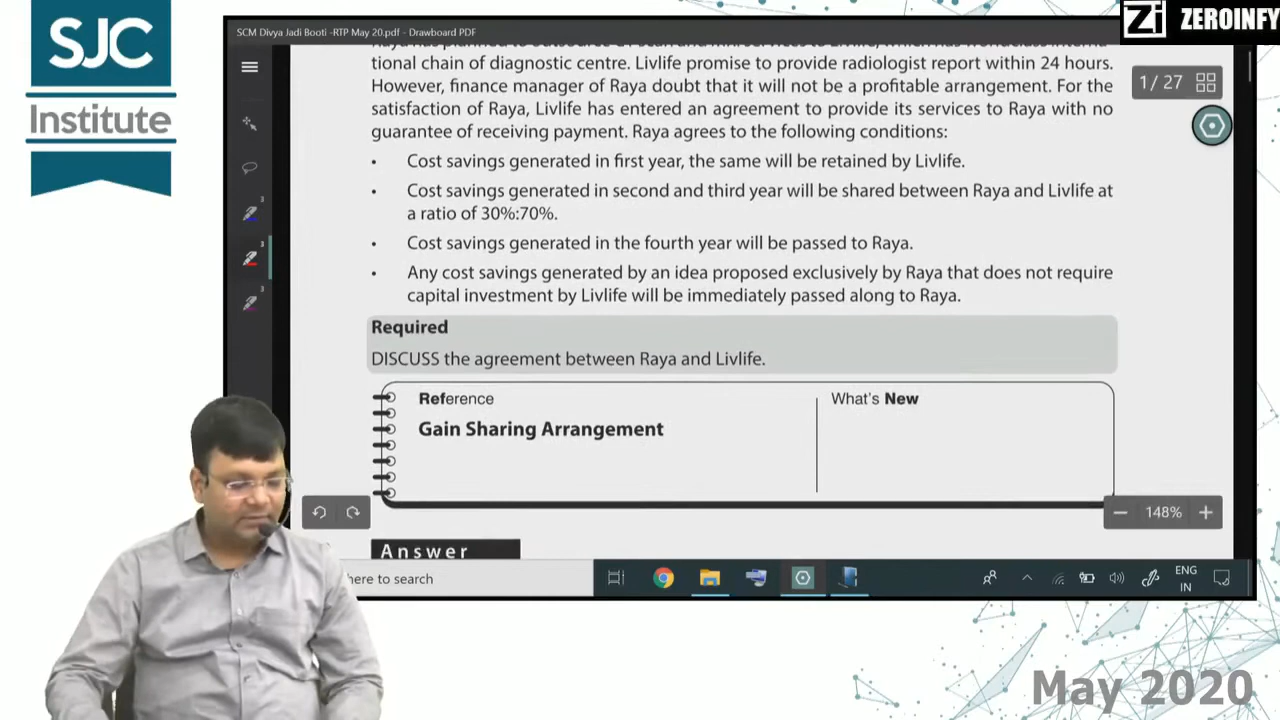 SJC
Institute
SCM Divya Jadi Booti -RTP May 20.pdf - Drawboard PDF
Zi ZEROINFY
tional chain of diagnostic centre. Livlife promise to provide radiologist report within 24 hours.
However, finance manager of Raya doubt that it will not be a profitable arrangement. For the
satisfaction of Raya, Livlife has entered an agreement to provide its services to Raya with no
guarantee of receiving payment. Raya agrees to the following conditions:
1 / 27
• Cost savings generated in first year, the same will be retained by Livlife.
• Cost savings generated in second and third year will be shared between Raya and Livlife at
a ratio of 30%:70%.
• Cost savings generated in the fourth year will be passed to Raya.
• Any cost savings generated by an idea proposed exclusively by Raya that does not require
capital investment by Livlife will be immediately passed along to Raya.
3
3
3
Required
DISCUSS the agreement between Raya and Livlife.
Reference
What's New
Gain Sharing Arrangement
148%
Answer
here to search
ENG
IN
May 2020